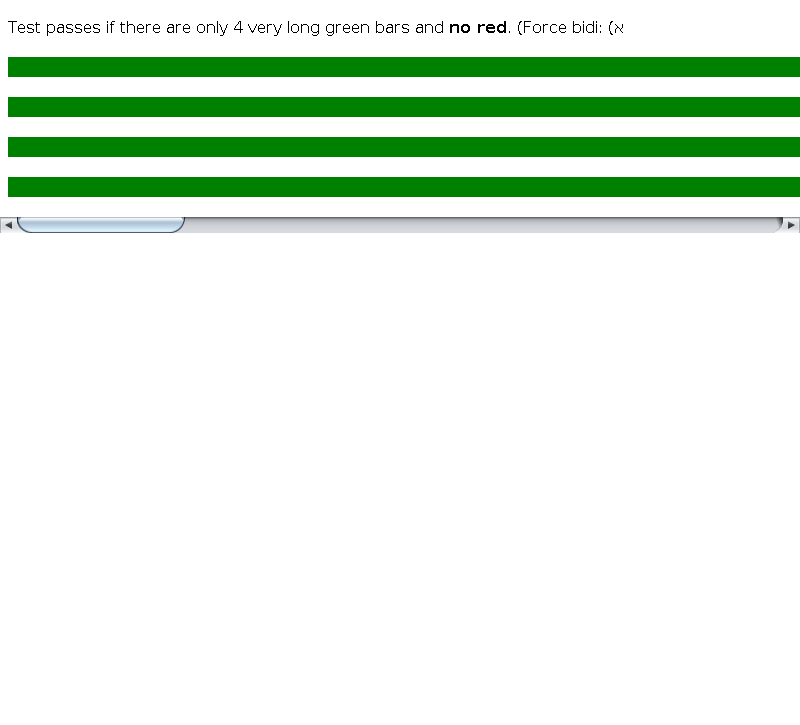 Test passes if there are only 4 very long green bars and no red. (Force bidi: (א